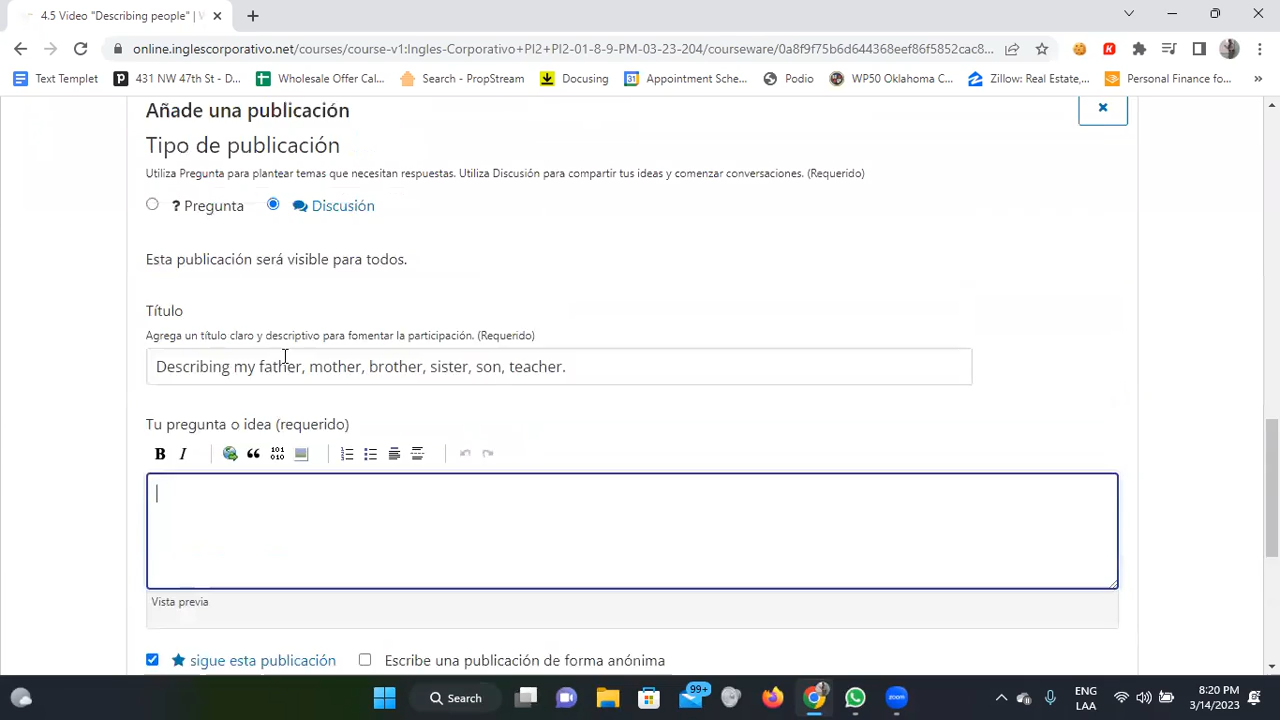 4.5 Video "Describing people" | W
online.inglescorporativo.net/courses/course-v1:Ingles-Corporativo+PI2+PI2-01-8-9-PM-03-23-204/courseware/0a8f9f75b6d644368eef86f5852cac8...
Text Templet 431 NW 47th St - D... Wholesale Offer Cal... Search - PropStream Docusing Appointment Sche... Podio WP50 Oklahoma C... Zillow: Real Estate,... Personal Finance fo... »
Añade una publicación
Tipo de publicación
Utiliza Pregunta para plantear temas que necesitan respuestas. Utiliza Discusión para compartir tus ideas y comenzar conversaciones. (Requerido)
? Pregunta Discusión
Esta publicación será visible para todos.
Título
Agrega un título claro y descriptivo para fomentar la participación. (Requerido)
Describing my father, mother, brother, sister, son, teacher.
Tu pregunta o idea (requerido)
B I
Vista previa
sigue esta publicación Escribe una publicación de forma anónima
Search 99+ LAA 8:20 PM
ENG
3/14/2023